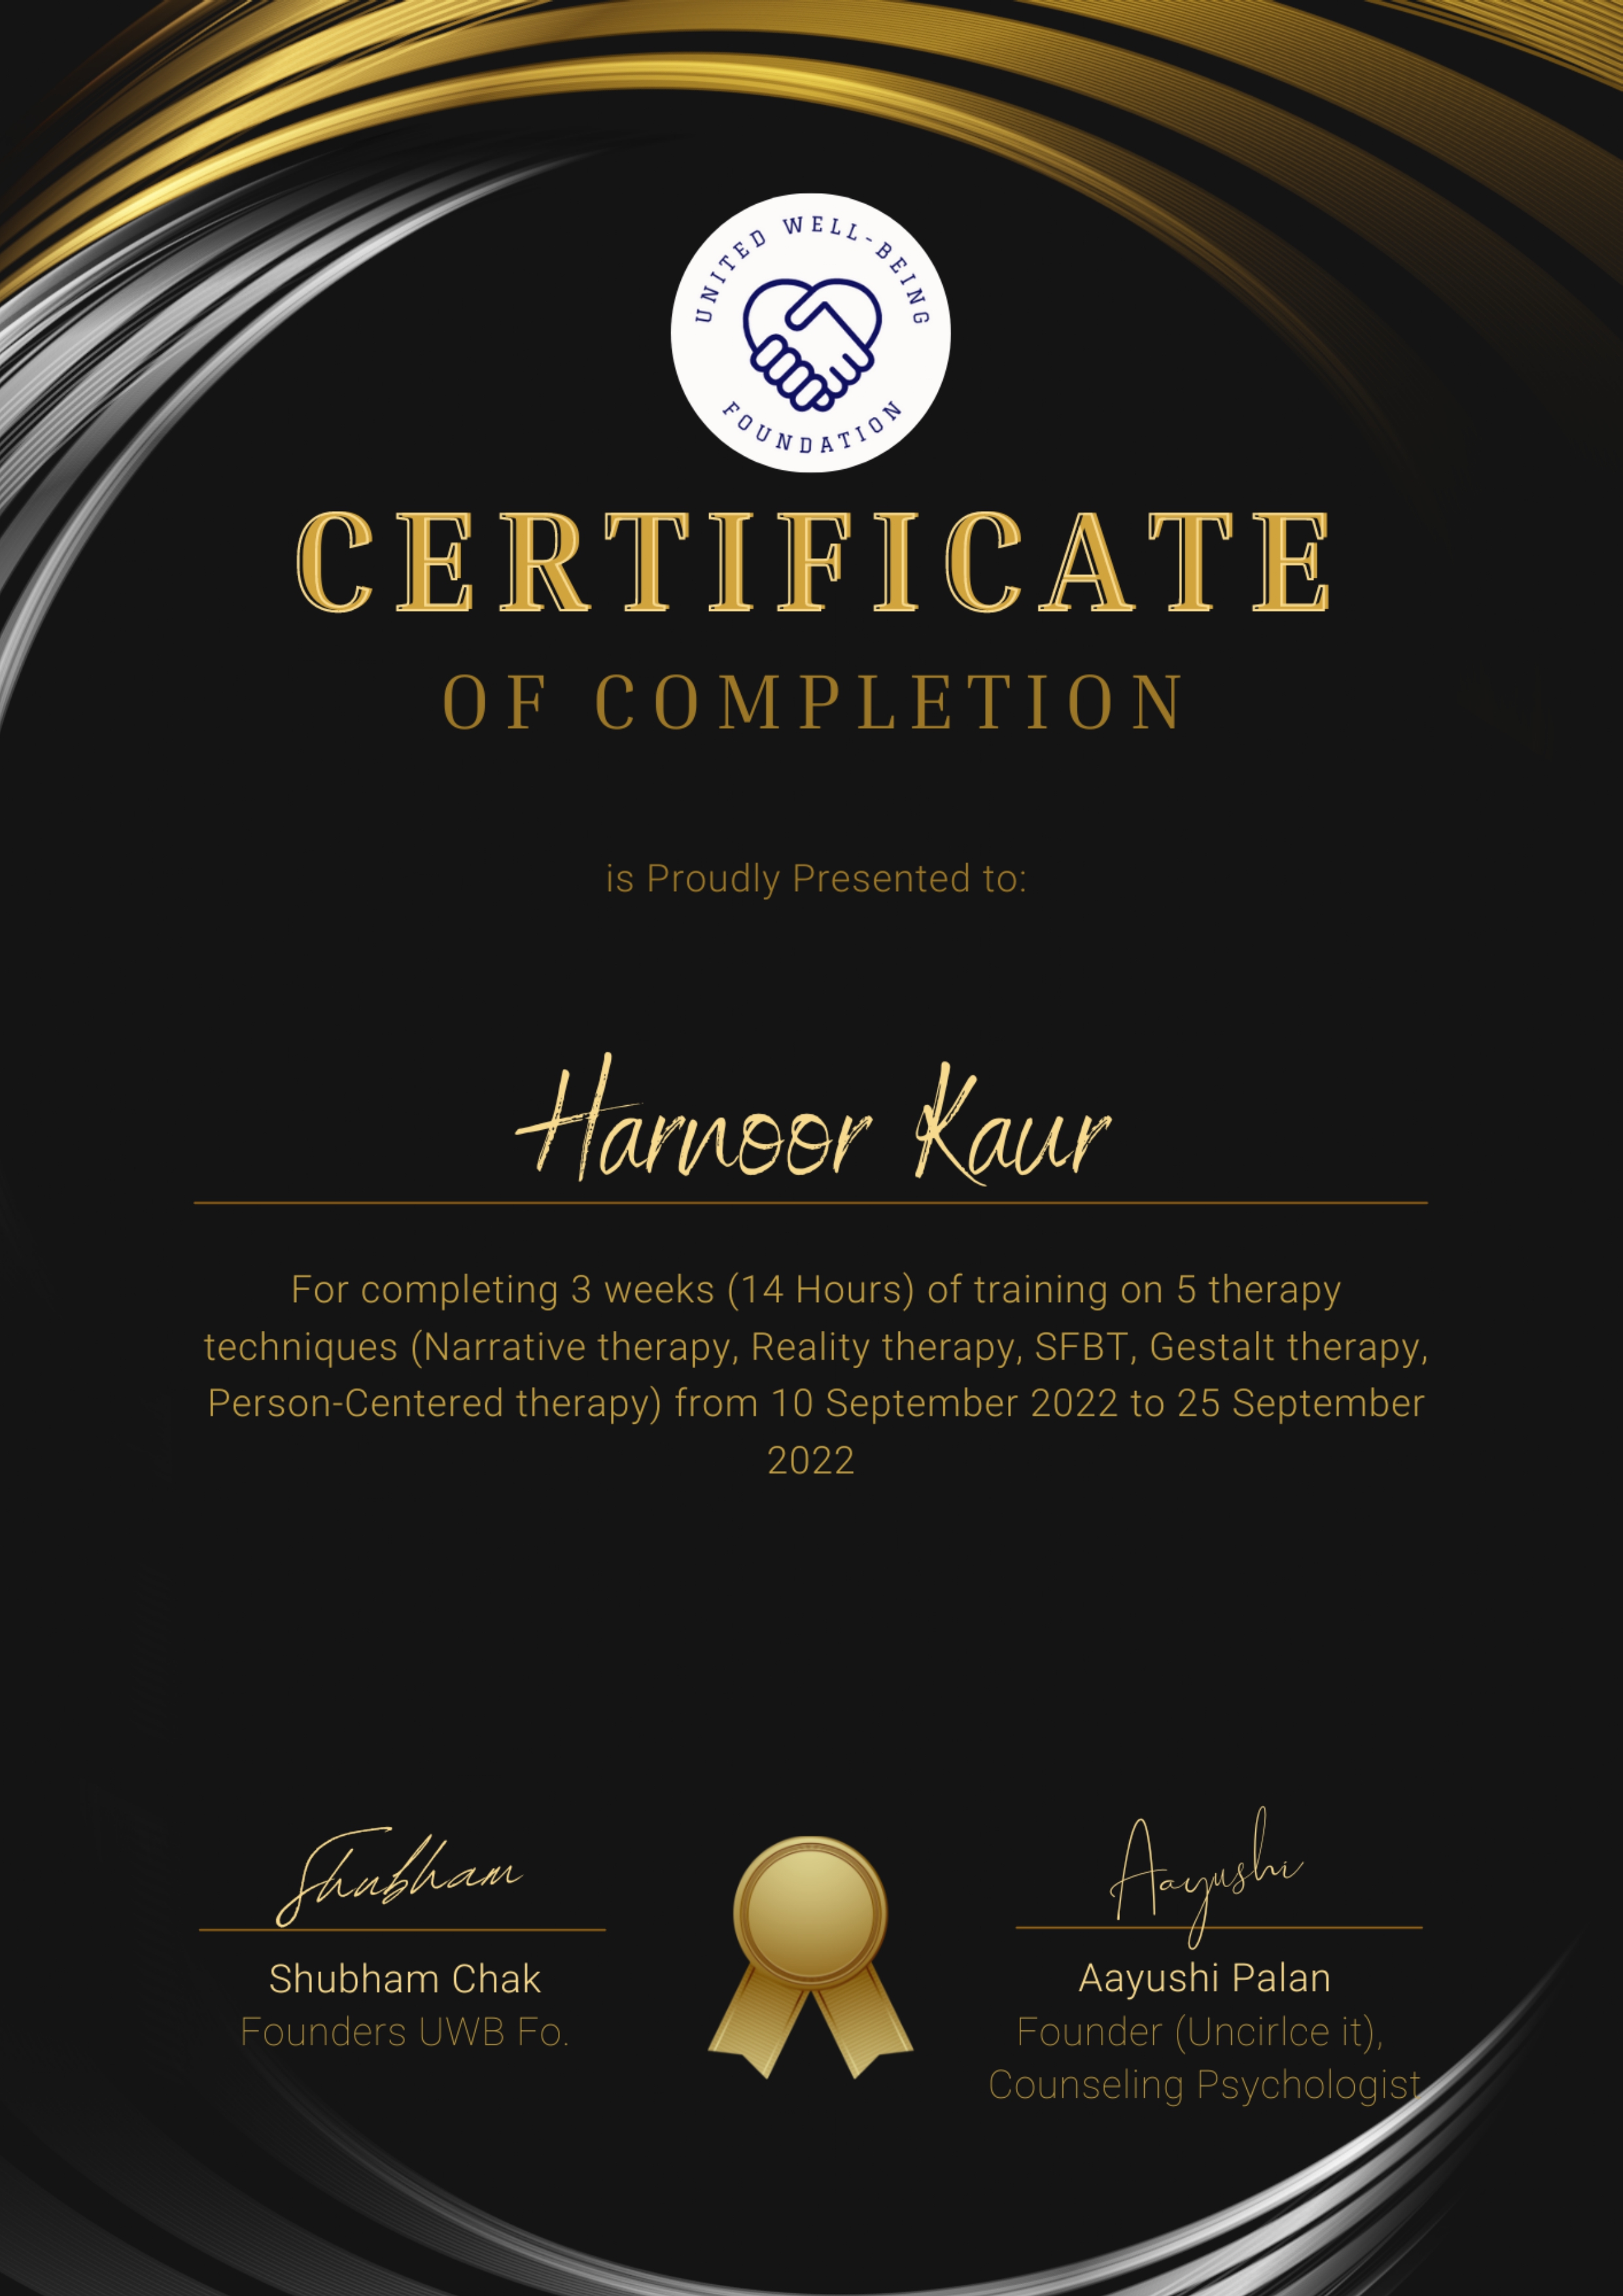 UNITED WELL-BEING
FOUNDATION
CERTIFICATE
OF COMPLETION
is Proudly Presented to:
Harnoor Kaur
For completing 3 weeks (14 Hours) of training on 5 therapy
techniques (Narrative therapy, Reality therapy, SFBT, Gestalt therapy,
Person-Centered therapy) from 10 September 2022 to 25 September
2022
Shubham
Shubham Chak
Founders UWB Fo.
Aayushi
Aayushi Palan
Founder (Uncirlce it),
Counseling Psychologist